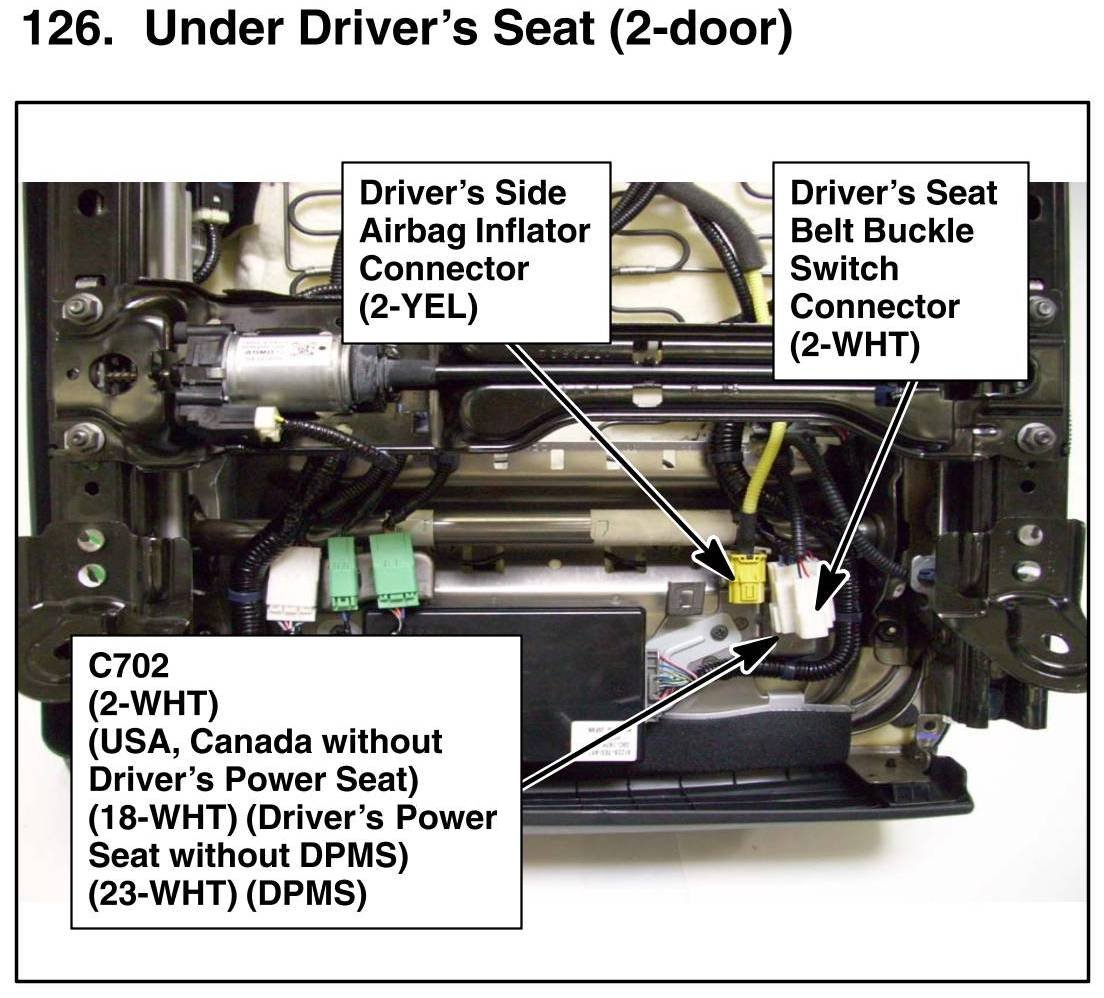 126. Under Driver's Seat (2-door)
Driver's Side
Airbag Inflator
Connector
(2-YEL)
Driver's Seat
Belt Buckle
Switch
Connector
(2-WHT)
C702
(2-WHT)
(USA, Canada without
Driver's Power Seat)
(18-WHT) (Driver's Power
Seat without DPMS)
(23-WHT) (DPMS)